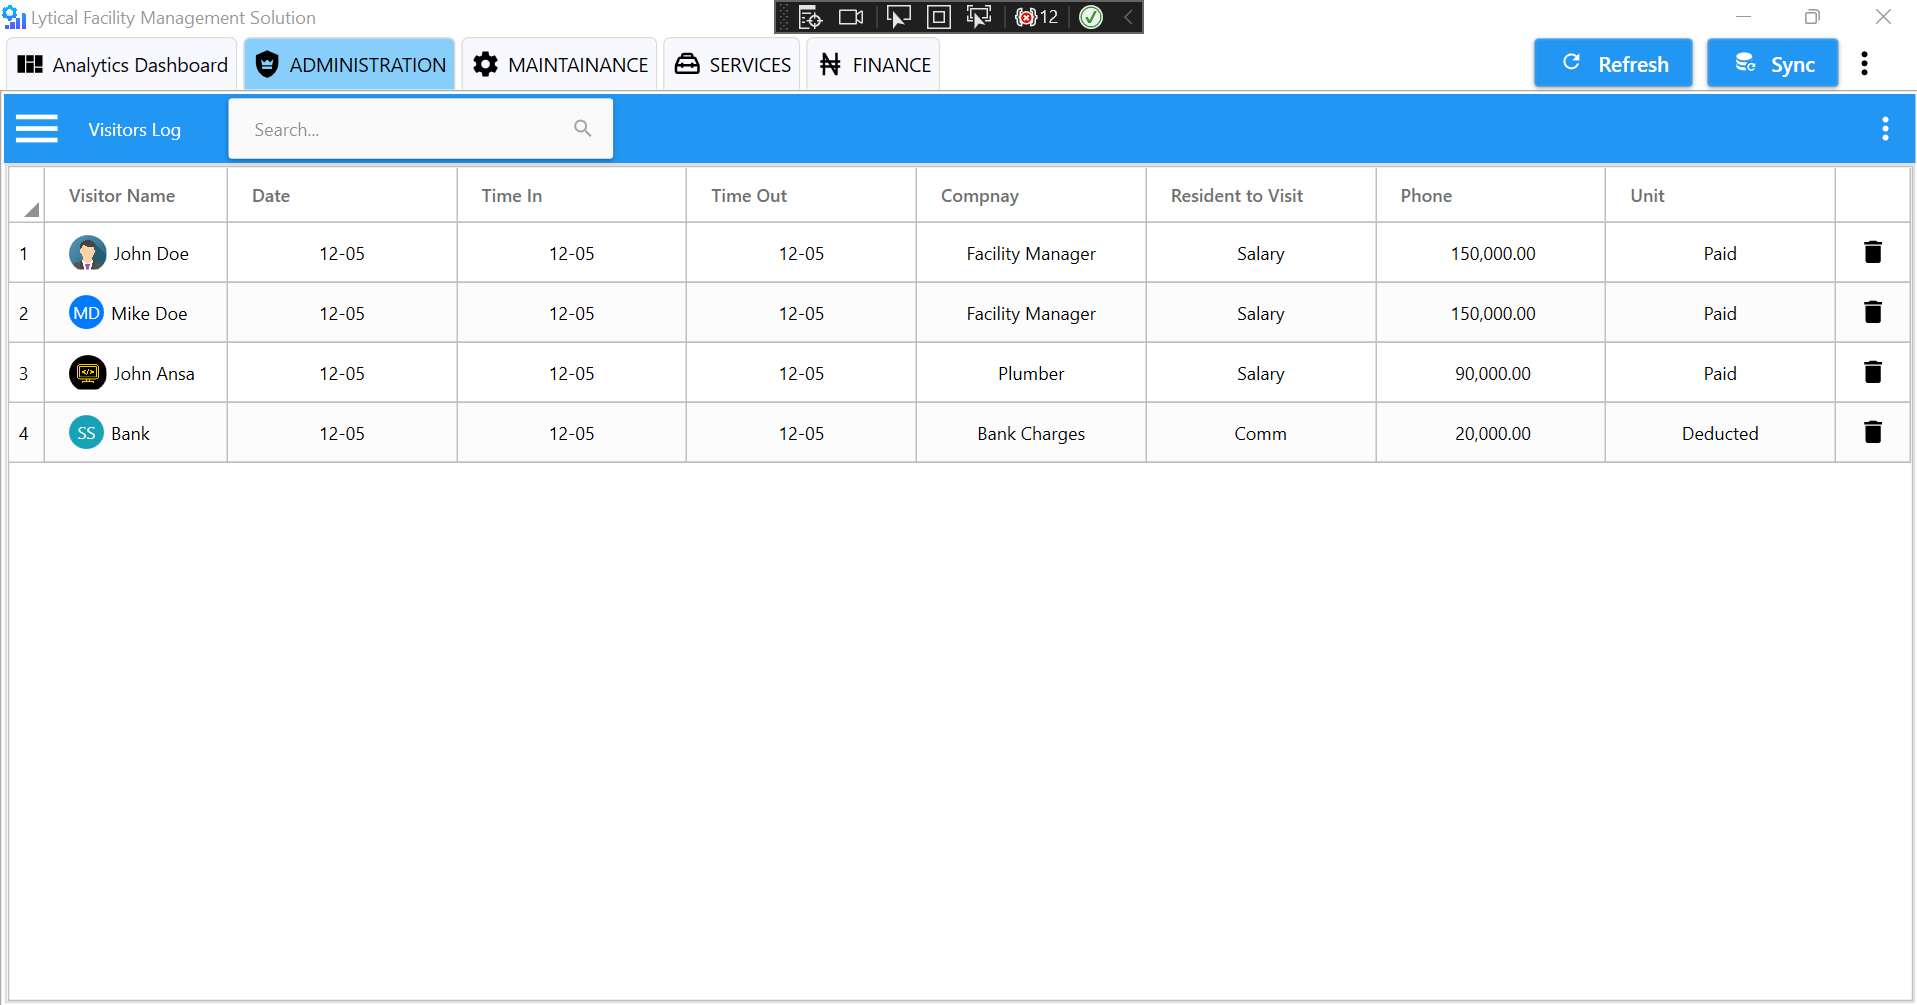 Lytical Facility Management Solution
12
Analytics Dashboard ADMINISTRATION MAINTAINANCE SERVICES FINANCE Refresh Sync
Visitors Log Search...
Visitor Name Date Time In Time Out Compnay Resident to Visit Phone Unit
1 John Doe 12-05 12-05 12-05 Facility Manager Salary 150,000.00 Paid
2 MD Mike Doe 12-05 12-05 12-05 Facility Manager Salary 150,000.00 Paid
3 John Ansa 12-05 12-05 12-05 Plumber Salary 90,000.00 Paid
4 SS Bank 12-05 12-05 12-05 Bank Charges Comm 20,000.00 Deducted